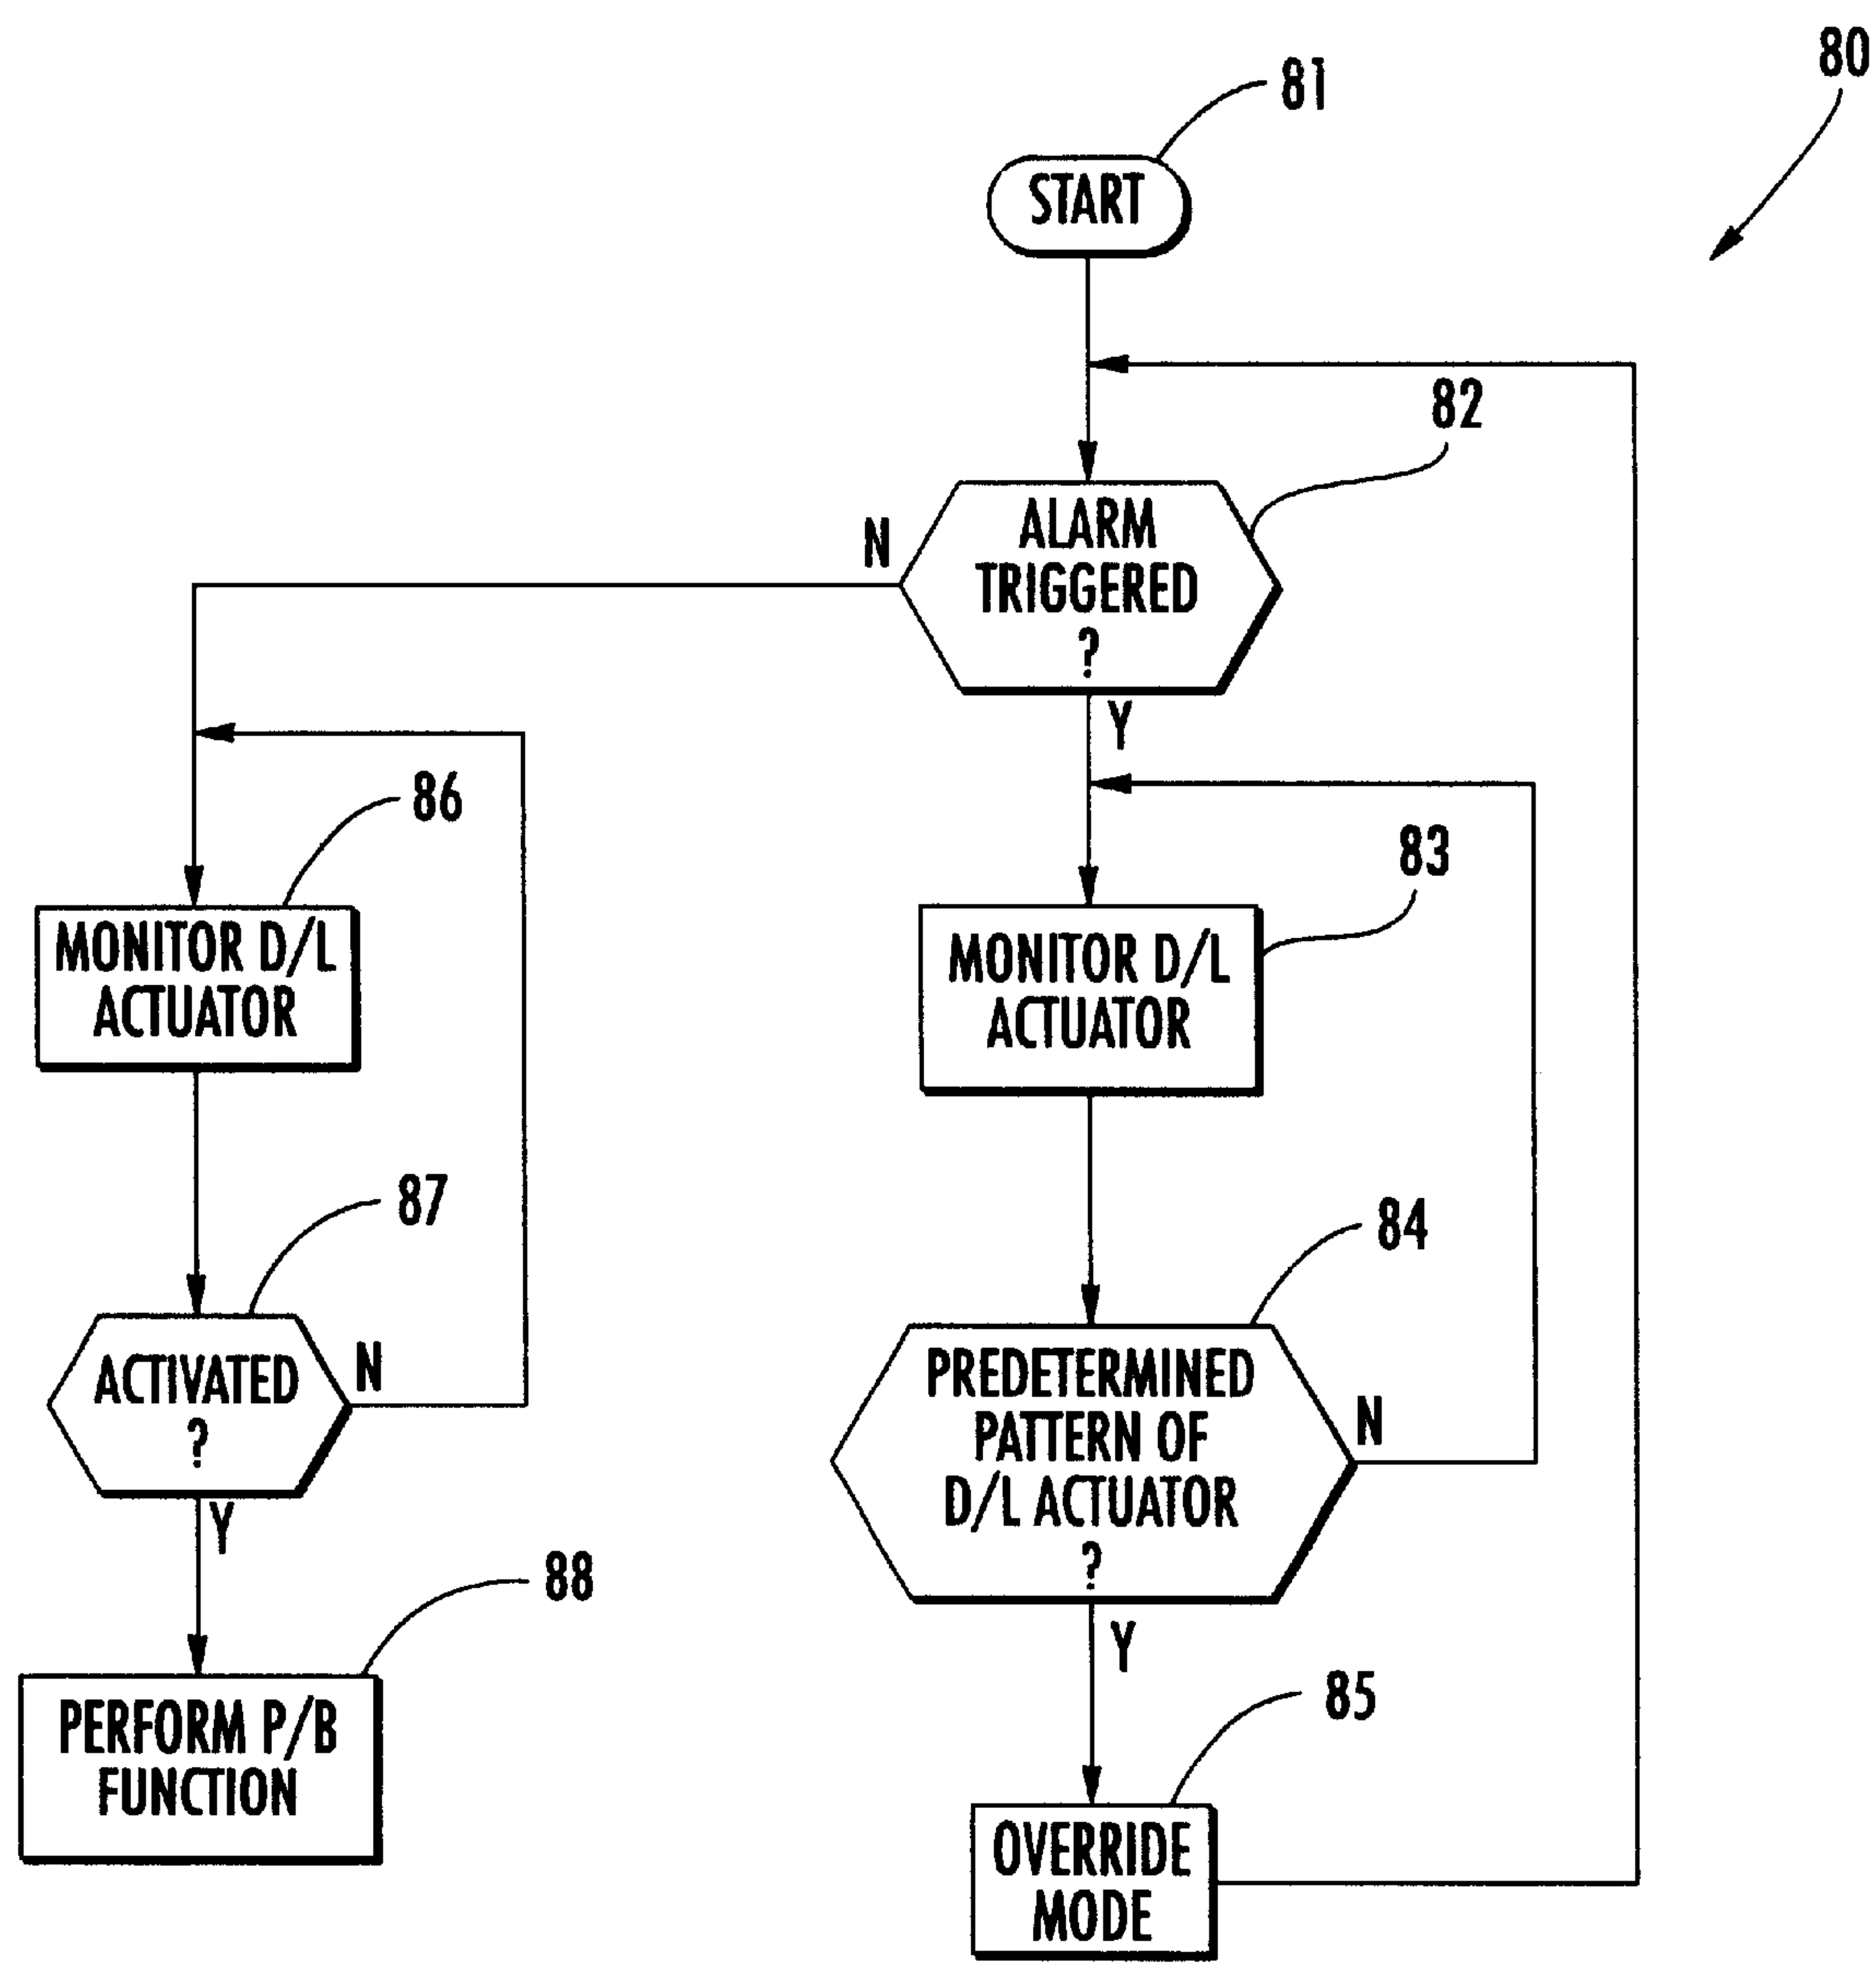 80
81
START
82
ALARM
TRIGGERED
?
N
Y
86
MONITOR D/L
ACTUATOR
83
MONITOR D/L
ACTUATOR
87
ACTIVATED
?
N
Y
84
PREDETERMINED
PATTERN OF
D/L ACTUATOR
?
N
Y
88
PERFORM P/B
FUNCTION
85
OVERRIDE
MODE